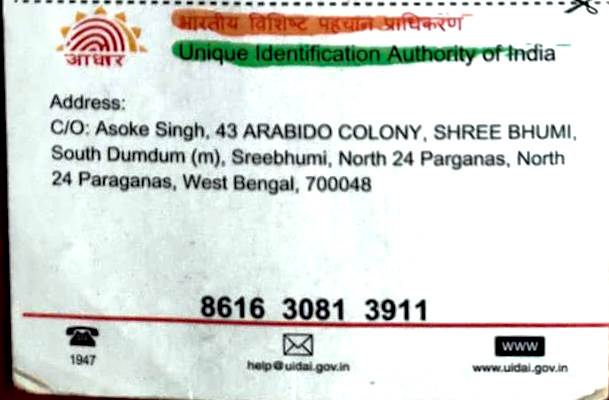 भारतीय विशिष्ट पहचान प्राधिकरण
आधार
Unique Identification Authority of India
Address:
C/O: Asoke Singh, 43 ARABIDO COLONY, SHREE BHUMI,
South Dumdum (m), Sreebhumi, North 24 Parganas, North
24 Paraganas, West Bengal, 700048
8616 3081 3911
1947
help@uidai.gov.in
www
www.uidai.gov.in